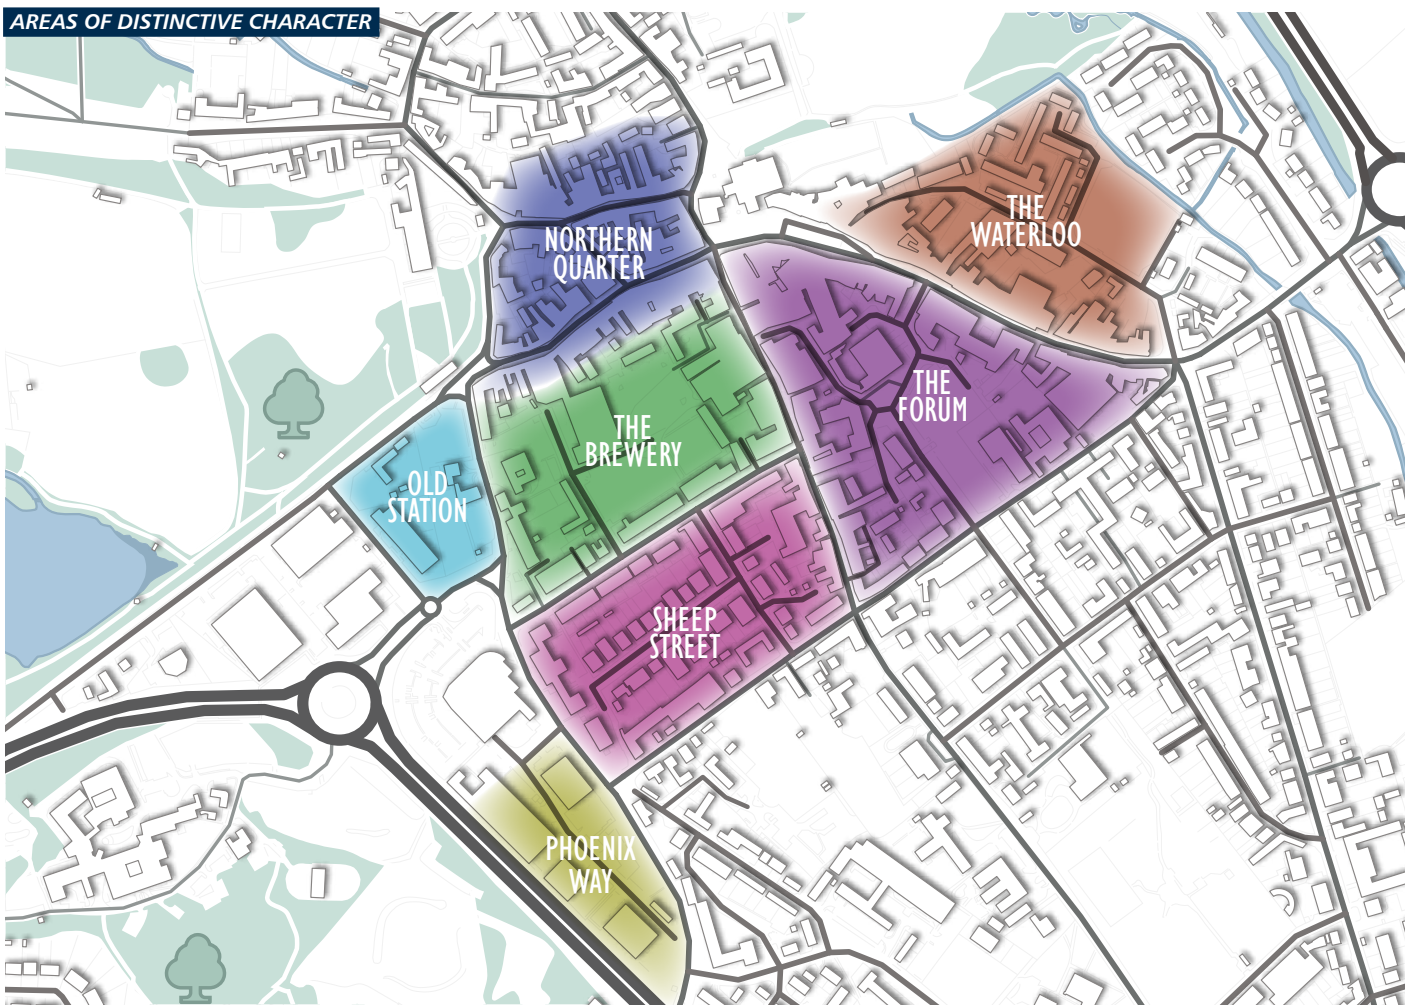 AREAS OF DISTINCTIVE CHARACTER
NORTHERN
QUARTER
THE
WATERLOO
THE
FORUM
THE
BREWERY
OLD
STATION
SHEEP
STREET
PHOENIX
WAY